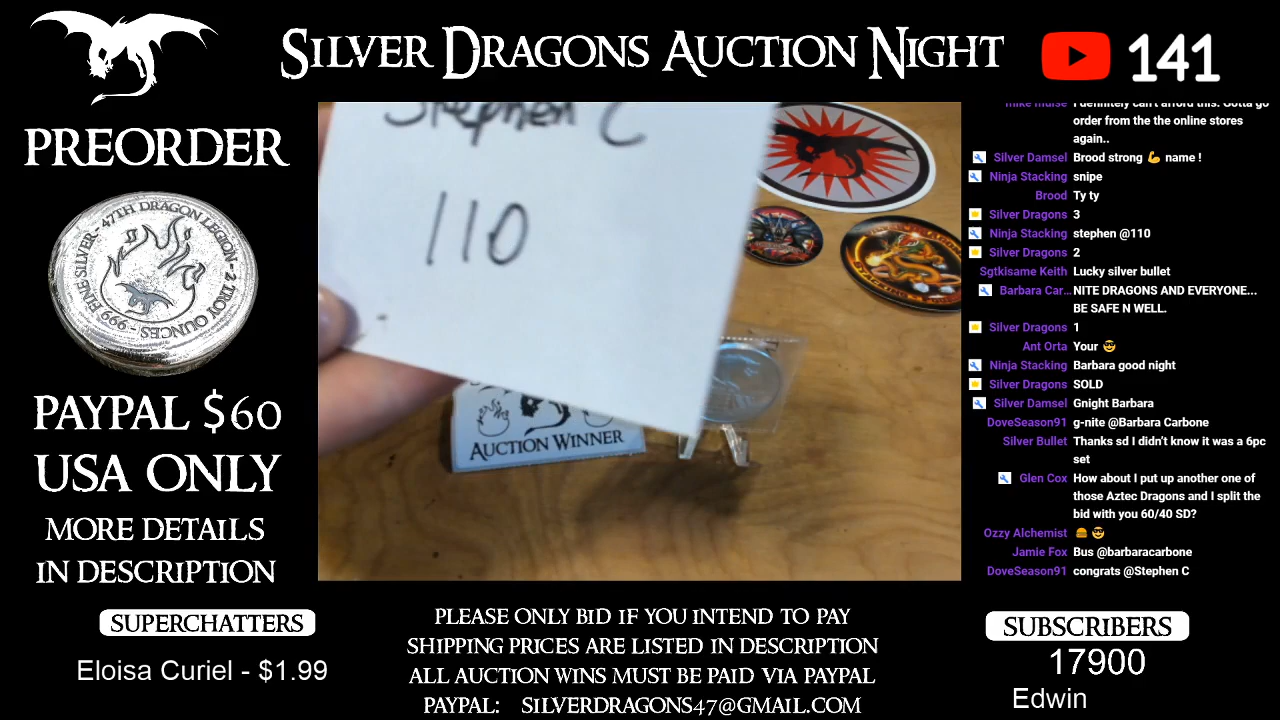 SILVER DRAGONS AUCTION NIGHT
141
PREORDER
47TH DRAGON LEGION - 2 TROY OUNCES - .999 FINE SILVER -
PAYPAL $60
USA ONLY
MORE DETAILS
IN DESCRIPTION
SUPERCHATTERS
Eloisa Curiel - $1.99
Stephen C
110
AUCTION WINNER
PLEASE ONLY BID IF YOU INTEND TO PAY
SHIPPING PRICES ARE LISTED IN DESCRIPTION
ALL AUCTION WINS MUST BE PAID VIA PAYPAL
PAYPAL: SILVERDRAGONS47@GMAIL.COM
mike muise I definitely can't afford this. Gotta go
order from the the online stores
again..
Silver Damsel Brood strong 💪 name !
Ninja Stacking snipe
Brood Ty ty
Silver Dragons 3
Ninja Stacking stephen @110
Silver Dragons 2
Sgtkisame Keith Lucky silver bullet
Barbara Car... NITE DRAGONS AND EVERYONE...
BE SAFE N WELL.
Silver Dragons 1
Ant Orta Your 😎
Ninja Stacking Barbara good night
Silver Dragons SOLD
Silver Damsel Gnight Barbara
DoveSeason91 g-nite @Barbara Carbone
Silver Bullet Thanks sd I didn't know it was a 6pc
set
Glen Cox How about I put up another one of
those Aztec Dragons and I split the
bid with you 60/40 SD?
Ozzy Alchemist 🍔 😎
Jamie Fox Bus @barbaracarbone
DoveSeason91 congrats @Stephen C
SUBSCRIBERS
17900
Edwin